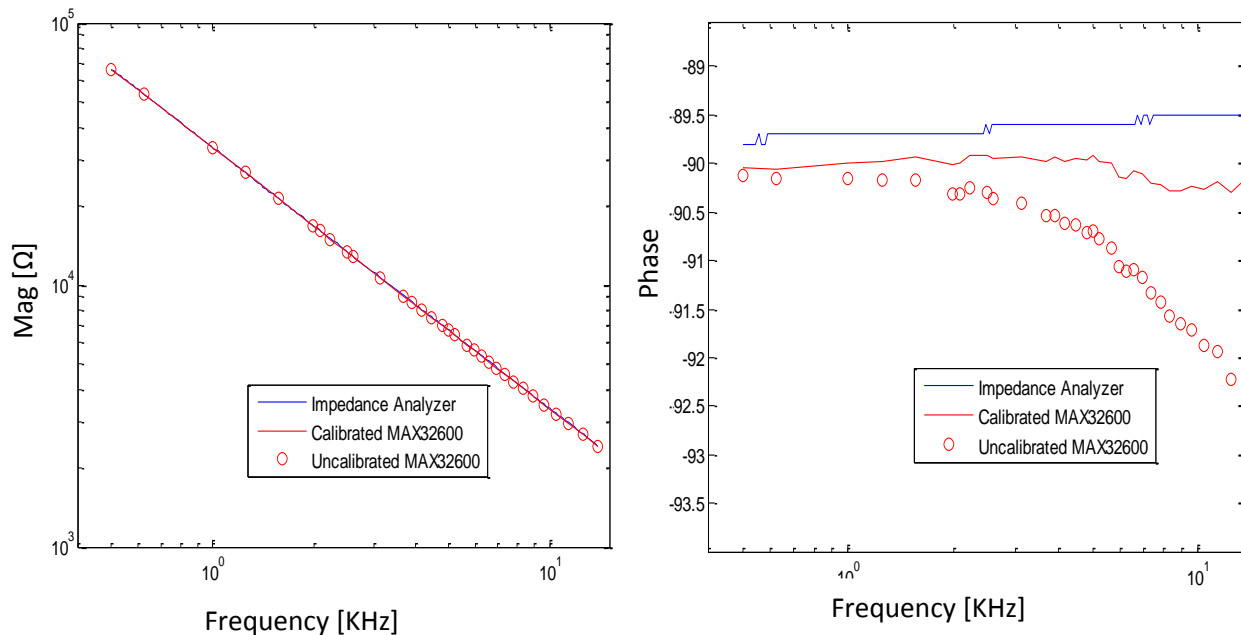 10^5
10^4
10^3
Mag [Ω]
Impedance Analyzer
Calibrated MAX32600
Uncalibrated MAX32600
10^0
10^1
Frequency [KHz]
-89
-89.5
-90
-90.5
-91
-91.5
-92
-92.5
-93
-93.5
Phase
Impedance Analyzer
Calibrated MAX32600
Uncalibrated MAX32600
10^0
10^1
Frequency [KHz]